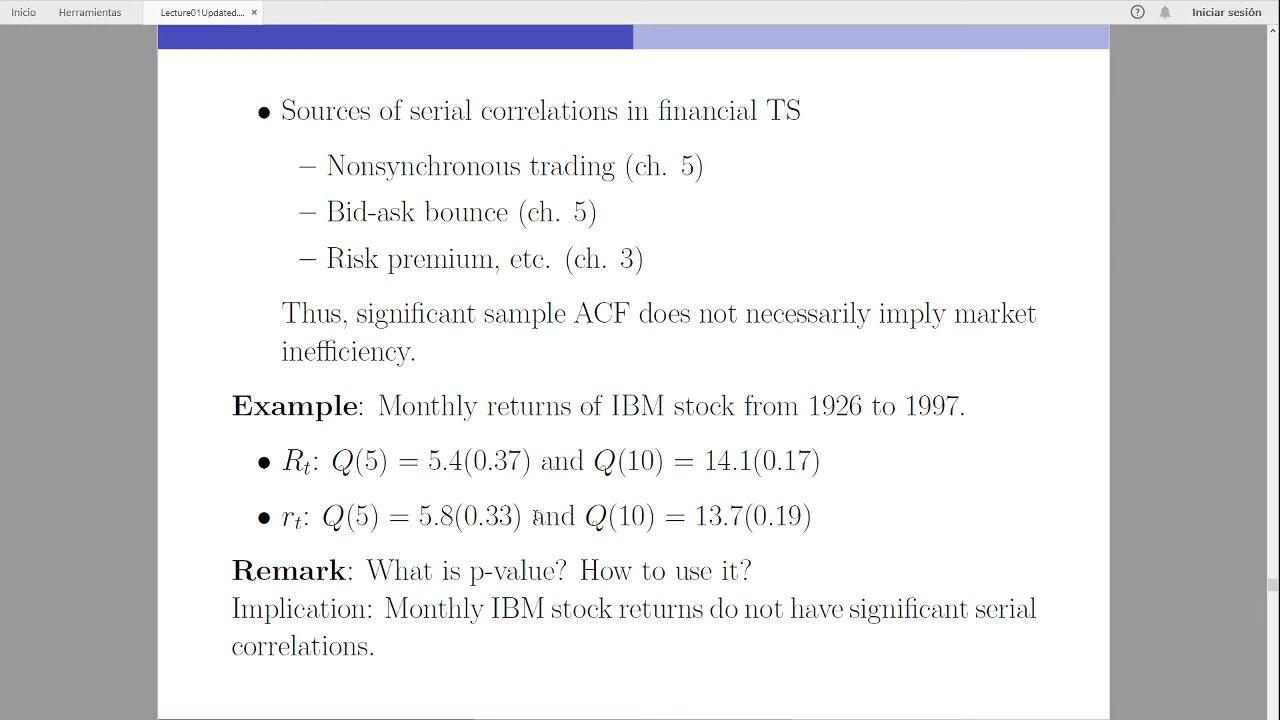 Inicio Herramientas Lecture01Updated.... × ? Iniciar sesión
• Sources of serial correlations in financial TS
– Nonsynchronous trading (ch. 5)
– Bid-ask bounce (ch. 5)
– Risk premium, etc. (ch. 3)
Thus, significant sample ACF does not necessarily imply market
inefficiency.
Example: Monthly returns of IBM stock from 1926 to 1997.
• Rₜ: Q(5) = 5.4(0.37) and Q(10) = 14.1(0.17)
• rₜ: Q(5) = 5.8(0.33) and Q(10) = 13.7(0.19)
Remark: What is p-value? How to use it?
Implication: Monthly IBM stock returns do not have significant serial
correlations.